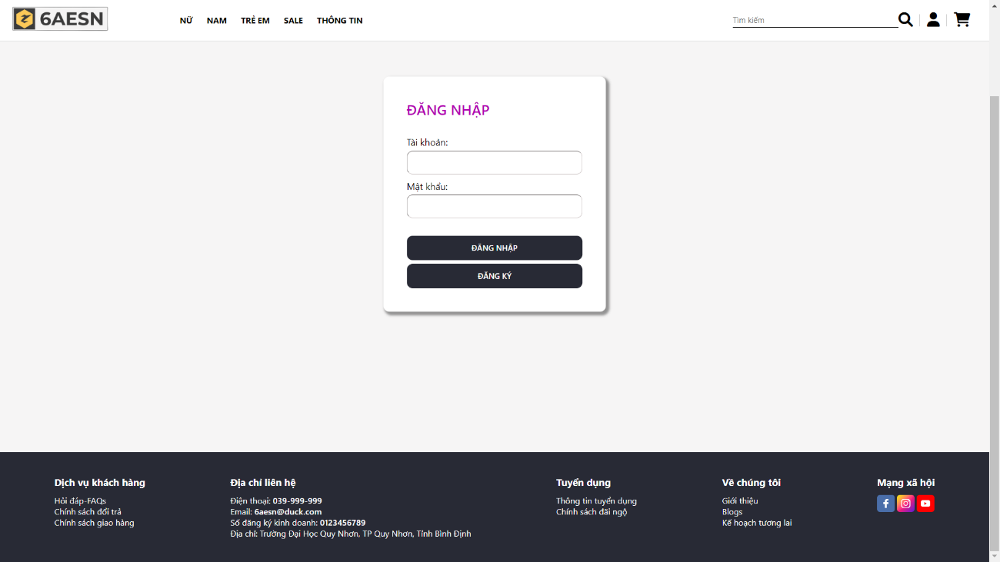 6AESN
NỮ NAM TRẺ EM SALE THÔNG TIN
Tìm kiếm
ĐĂNG NHẬP
Tài khoản:
Mật khẩu:
ĐĂNG NHẬP
ĐĂNG KÝ
Dịch vụ khách hàng
Hỏi đáp-FAQs
Chính sách đổi trả
Chính sách giao hàng
Địa chỉ liên hệ
Điện thoại: 039-999-999
Email: 6aesn@duck.com
Số đăng ký kinh doanh: 0123456789
Địa chỉ: Trường Đại Học Quy Nhơn, TP Quy Nhơn, Tỉnh Bình Định
Tuyển dụng
Thông tin tuyển dụng
Chính sách đãi ngộ
Về chúng tôi
Giới thiệu
Blogs
Kế hoạch tương lai
Mạng xã hội